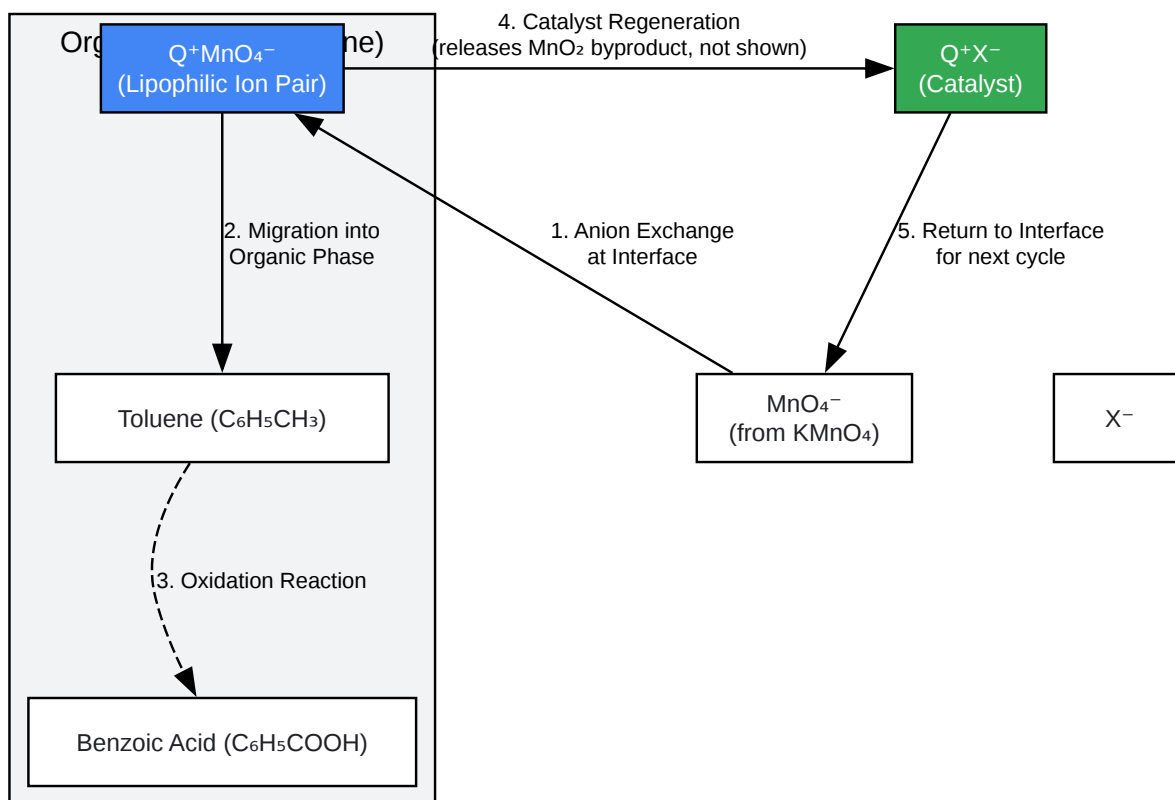 Org ne)
Q⁺MnO₄⁻
(Lipophilic Ion Pair)
4. Catalyst Regeneration
(releases MnO₂ byproduct, not shown)
Q⁺X⁻
(Catalyst)
2. Migration into
Organic Phase
1. Anion Exchange
at Interface
5. Return to Interface
for next cycle
Toluene (C₆H₅CH₃)
MnO₄⁻
(from KMnO₄)
X⁻
3. Oxidation Reaction
Benzoic Acid (C₆H₅COOH)